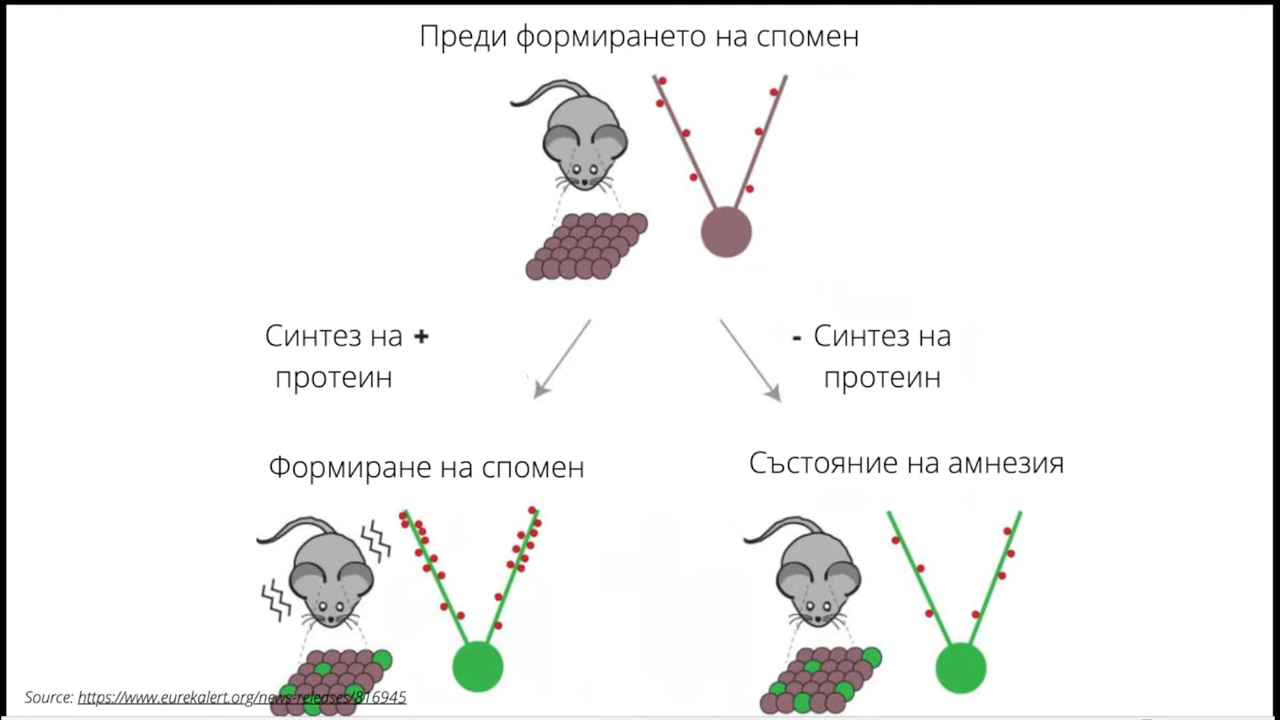 Преди формирането на спомен
Синтез на +
протеин
- Синтез на
протеин
Формиране на спомен
Състояние на амнезия
Source: https://www.eurekalert.org/news-releases/816945